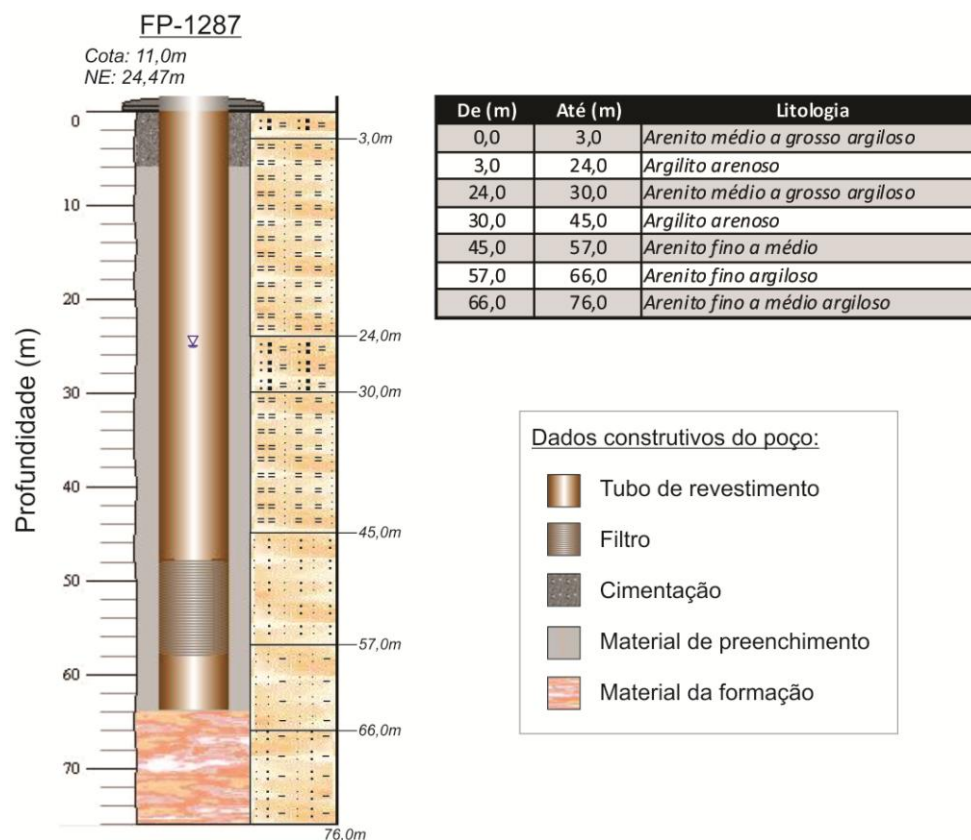 FP-1287
Cota: 11,0m
NE: 24,47m
Profundidade (m)
0
10
20
30
40
50
60
70
3,0m
24,0m
30,0m
45,0m
57,0m
66,0m
76,0m
De (m) Até (m) Litologia
0,0 3,0 Arenito médio a grosso argiloso
3,0 24,0 Argilito arenoso
24,0 30,0 Arenito médio a grosso argiloso
30,0 45,0 Argilito arenoso
45,0 57,0 Arenito fino a médio
57,0 66,0 Arenito fino argiloso
66,0 76,0 Arenito fino a médio argiloso
Dados construtivos do poço:
Tubo de revestimento
Filtro
Cimentação
Material de preenchimento
Material da formação